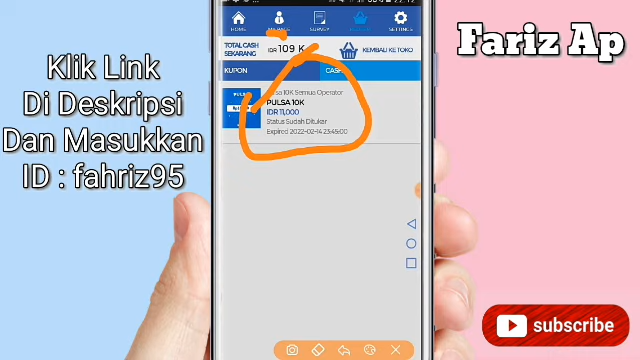 Klik Link
Di Deskripsi
Dan Masukkan
ID : fahriz95
Fariz Ap
HOME
SURVEY
SETTINGS
TOTAL CASH
SEKARANG
IDR 109 K
KEMBALI KE TOKO
KUPON
CASH
Pulsa 10K Semua Operator
PULSA 10K
IDR 11,000
Status Sudah Ditukar
Expired 2022-02-14 23:45:00
subscribe